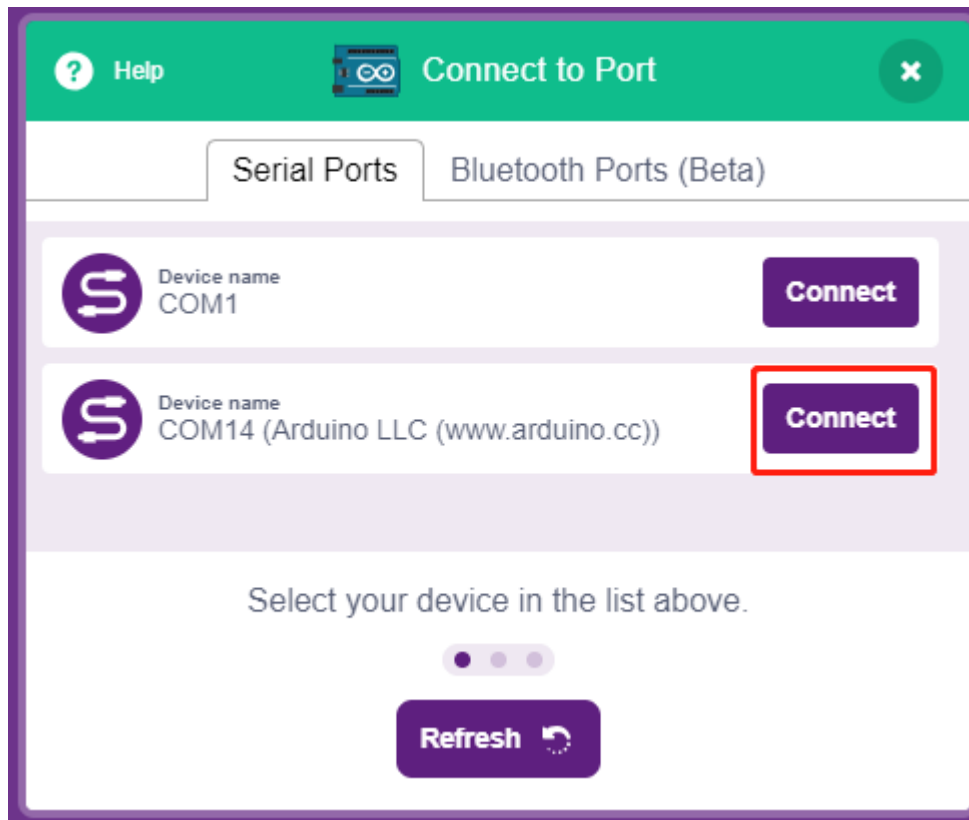 ? Help
Connect to Port
Serial Ports
Bluetooth Ports (Beta)
Device name
COM1
Connect
Device name
COM14 (Arduino LLC (www.arduino.cc))
Connect
Select your device in the list above.
Refresh